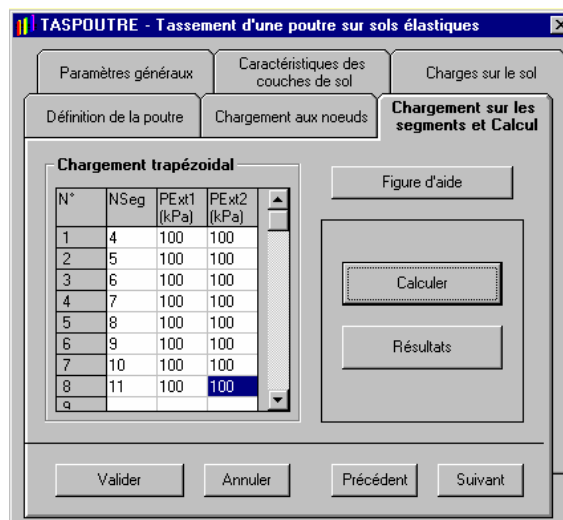 TASPOUTRE - Tassement d'une poutre sur sols élastiques
Paramètres généraux
Caractéristiques des
couches de sol
Charges sur le sol
Définition de la poutre
Chargement aux noeuds
Chargement sur les
segments et Calcul
Chargement trapézoidal
N° NSeg PExt1 PExt2
(kPa) (kPa)
1 4 100 100
2 5 100 100
3 6 100 100
4 7 100 100
5 8 100 100
6 9 100 100
7 10 100 100
8 11 100 100
9
Figure d'aide
Calculer
Résultats
Valider
Annuler
Précédent
Suivant